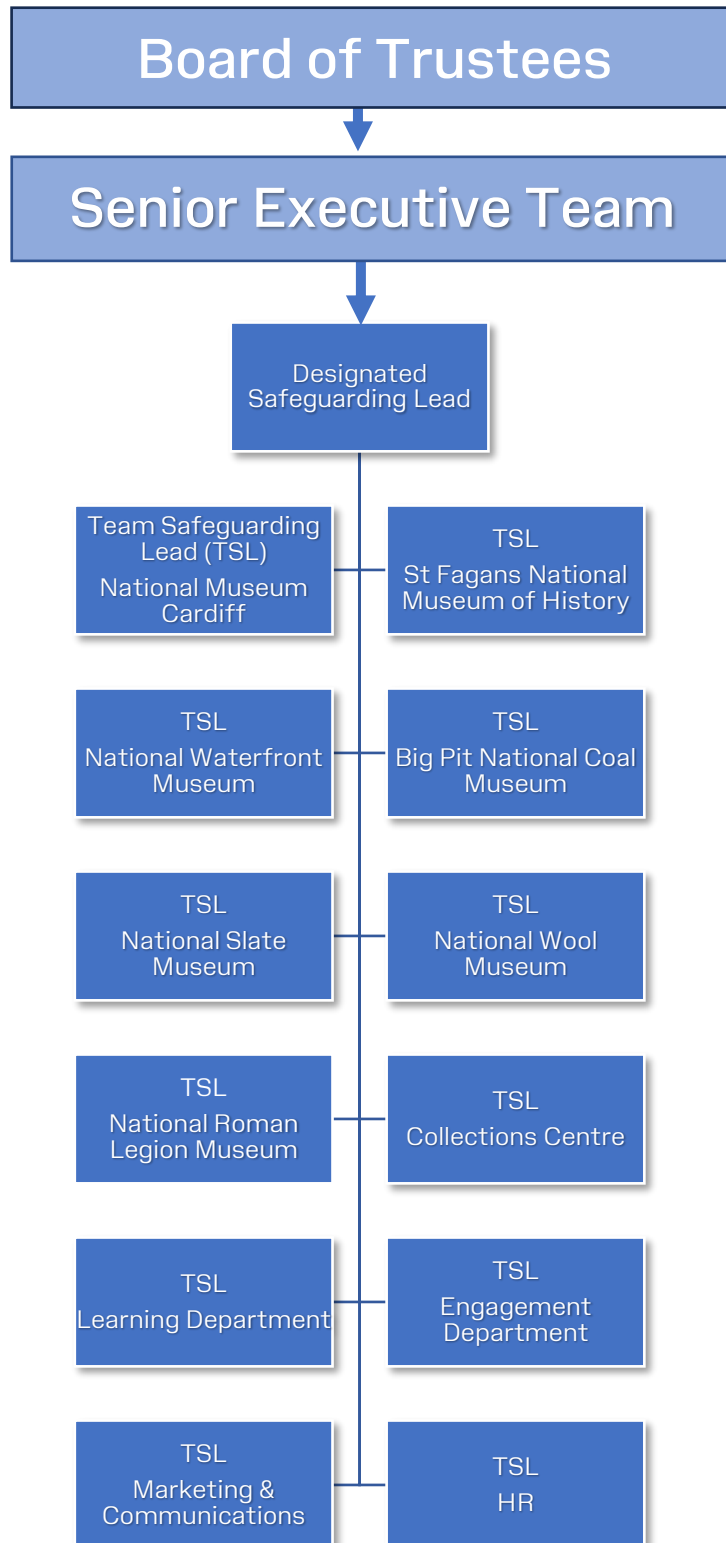 Board of Trustees
Senior Executive Team
Designated
Safeguarding Lead
Team Safeguarding
Lead (TSL)
National Museum
Cardiff
TSL
St Fagans National
Museum of History
TSL
National Waterfront
Museum
TSL
Big Pit National Coal
Museum
TSL
National Slate
Museum
TSL
National Wool
Museum
TSL
National Roman
Legion Museum
TSL
Collections Centre
TSL
Learning Department
TSL
Engagement
Department
TSL
Marketing &
Communications
TSL
HR